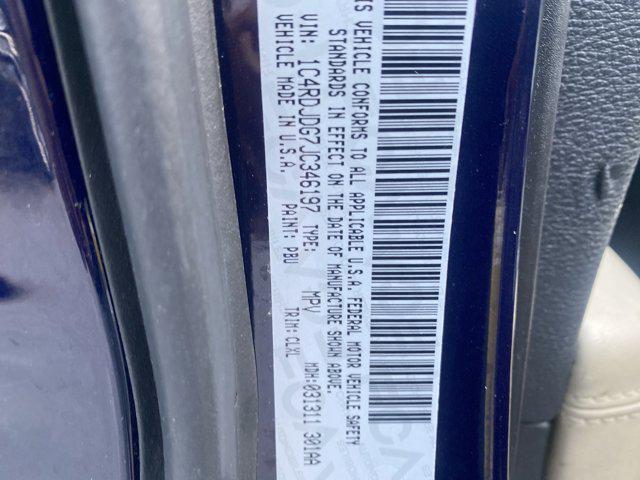 IS VEHICLE CONFORMS TO ALL APPLICABLE U.S.A. FEDERAL MOTOR VEHICLE SAFETY
STANDARDS IN EFFECT ON THE DATE OF MANUFACTURE SHOWN ABOVE.
VIN: 1C4RDJDG7JC346197 TYPE: MPV MDH:031311 301AA
VEHICLE MADE IN U.S.A. PAINT: PBU TRIM:CLXL